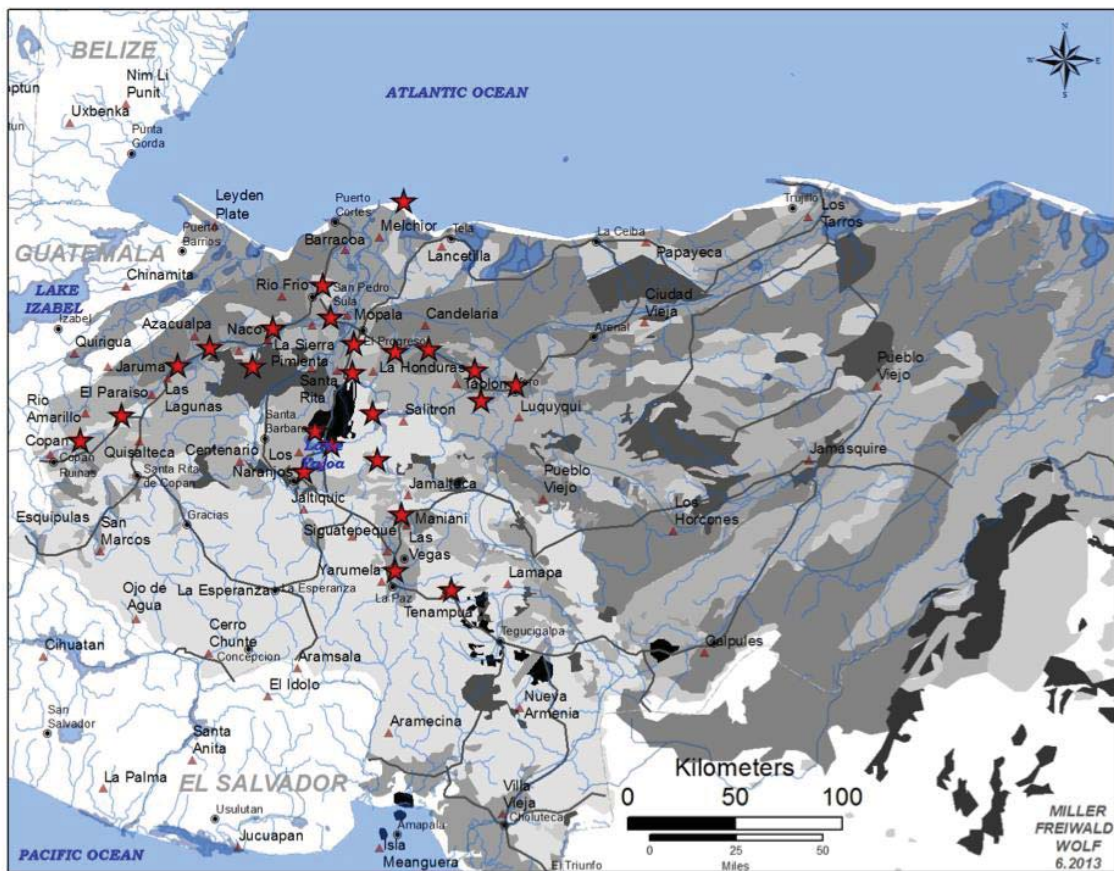 N
W
E
S
BELIZE
Nim Li
Punit
Uxbenka
Punta
Gorda
ATLANTIC OCEAN
Leyden
Plate
Puerto
Cortes
Puerto
Barrios
Melchior
Tela
Barracoa
Lancetilla
La Ceiba
Papayeca
Trujillo
Los
Tarros
GUATEMALA
Chinamita
LAKE
IZABEL
Izabel
Rio Frio
San Pedro
Sula
Mopala
Candelaria
Ciudad
Vieja
Azacualpa
Naco
La Sierra
El Progreso
Arenal
Quirigua
Pimienta
La Honduras
Pueblo
Viejo
Jaruma
Las
Lagunas
Santa
Rita
El Paraiso
Luquyqui
Rio
Amarillo
Santa
Barbara
Salitron
Copan
Copan
Ruinas
Quisalteca
Centenario
Los
Naranjos
Santa Rita
de Copan
Jamasquire
Pueblo
Viejo
Jaltiquic
Jamalteca
Los
Horcones
Esquipulas
San
Marcos
Gracias
Siguatepeque
Maniani
Las
Vegas
Yarumela
La Paz
Lamapa
La Esperanza
La Esperanza
Tenampua
Ojo de
Agua
Cerro
Chunte
Concepcion
Tegucigalpa
Cihuatan
Aramsala
El Idolo
Nueva
Armenia
San
Salvador
Santa
Anita
Aramecina
La Palma
EL SALVADOR
Usulutan
Jucuapan
Villa
Vieja
Choluteca
Amapala
Isla
Meanguera
El Triunfo
PACIFIC OCEAN
Kilometers
0 50 100
0 25 50
Miles
MILLER
FREIWALD
WOLF
6.2013